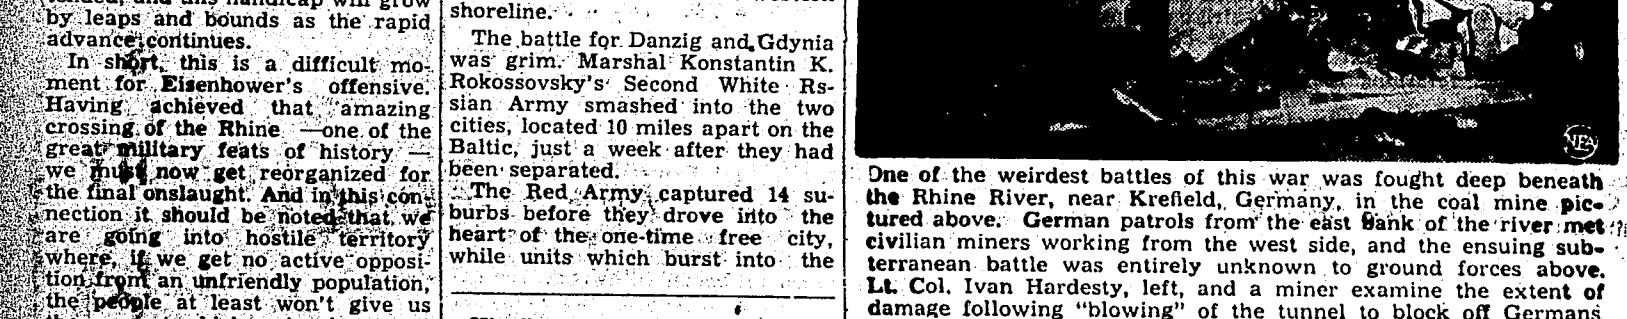 by leaps and bounds as the rapid
advance continues.
In short, this is a difficult mo-
ment for Eisenhower's offensive.
Having achieved that amazing
crossing of the Rhine —one of the
great military feats of history —
we must now get reorganized for
the final onslaught. And in this con-
nection it should be noted that we
are going into hostile territory
where, if we get no active opposi-
tion from an unfriendly population,
the people at least won't give us
shoreline.
The battle for Danzig and Gdynia
was grim. Marshal Konstantin K.
Rokossovsky's Second White Rs-
sian Army smashed into the two
cities, located 10 miles apart on the
Baltic, just a week after they had
been separated.
The Red Army captured 14 su-
burbs before they drove into the
heart of the one-time free city,
while units which burst into the
NEA
One of the weirdest battles of this war was fought deep beneath
the Rhine River, near Krefield, Germany, in the coal mine pic-
tured above. German patrols from the east bank of the river met
civilian miners working from the west side, and the ensuing sub-
terranean battle was entirely unknown to ground forces above.
Lt. Col. Ivan Hardesty, left, and a miner examine the extent of
damage following "blowing" of the tunnel to block off Germans